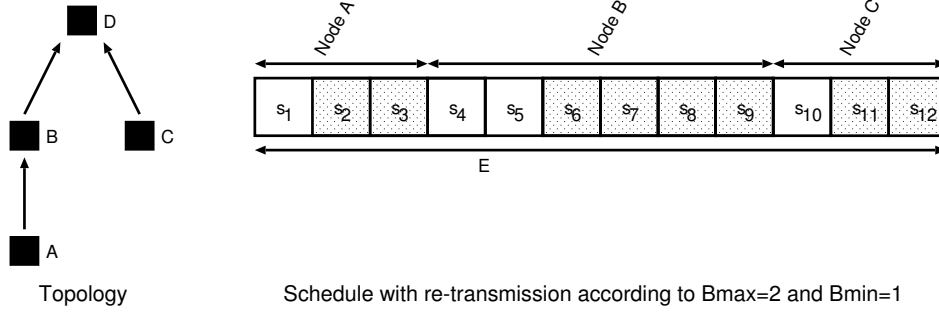 D
B
C
A
Topology
Node A
Node B
Node C
s1 s2 s3 s4 s5 s6 s7 s8 s9 s10 s11 s12
E
Schedule with re-transmission according to Bmax=2 and Bmin=1